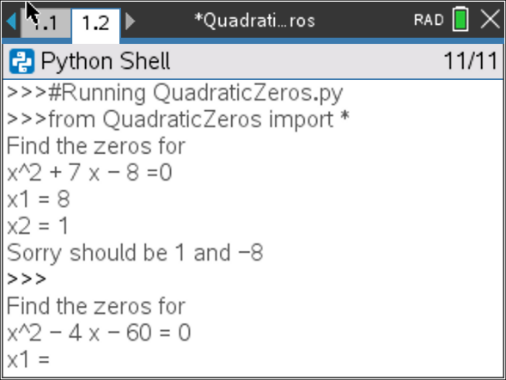 1.1 1.2 *Quadrati...ros RAD
Python Shell 11/11
>>>#Running QuadraticZeros.py
>>>from QuadraticZeros import *
Find the zeros for
x^2 + 7 x − 8 =0
x1 = 8
x2 = 1
Sorry should be 1 and −8
>>>
Find the zeros for
x^2 − 4 x − 60 = 0
x1 =